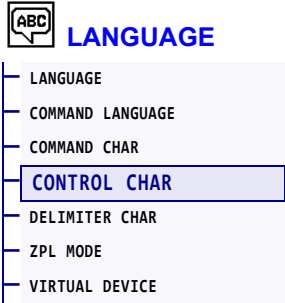 ABC
LANGUAGE
LANGUAGE
COMMAND LANGUAGE
COMMAND CHAR
CONTROL CHAR
DELIMITER CHAR
ZPL MODE
VIRTUAL DEVICE